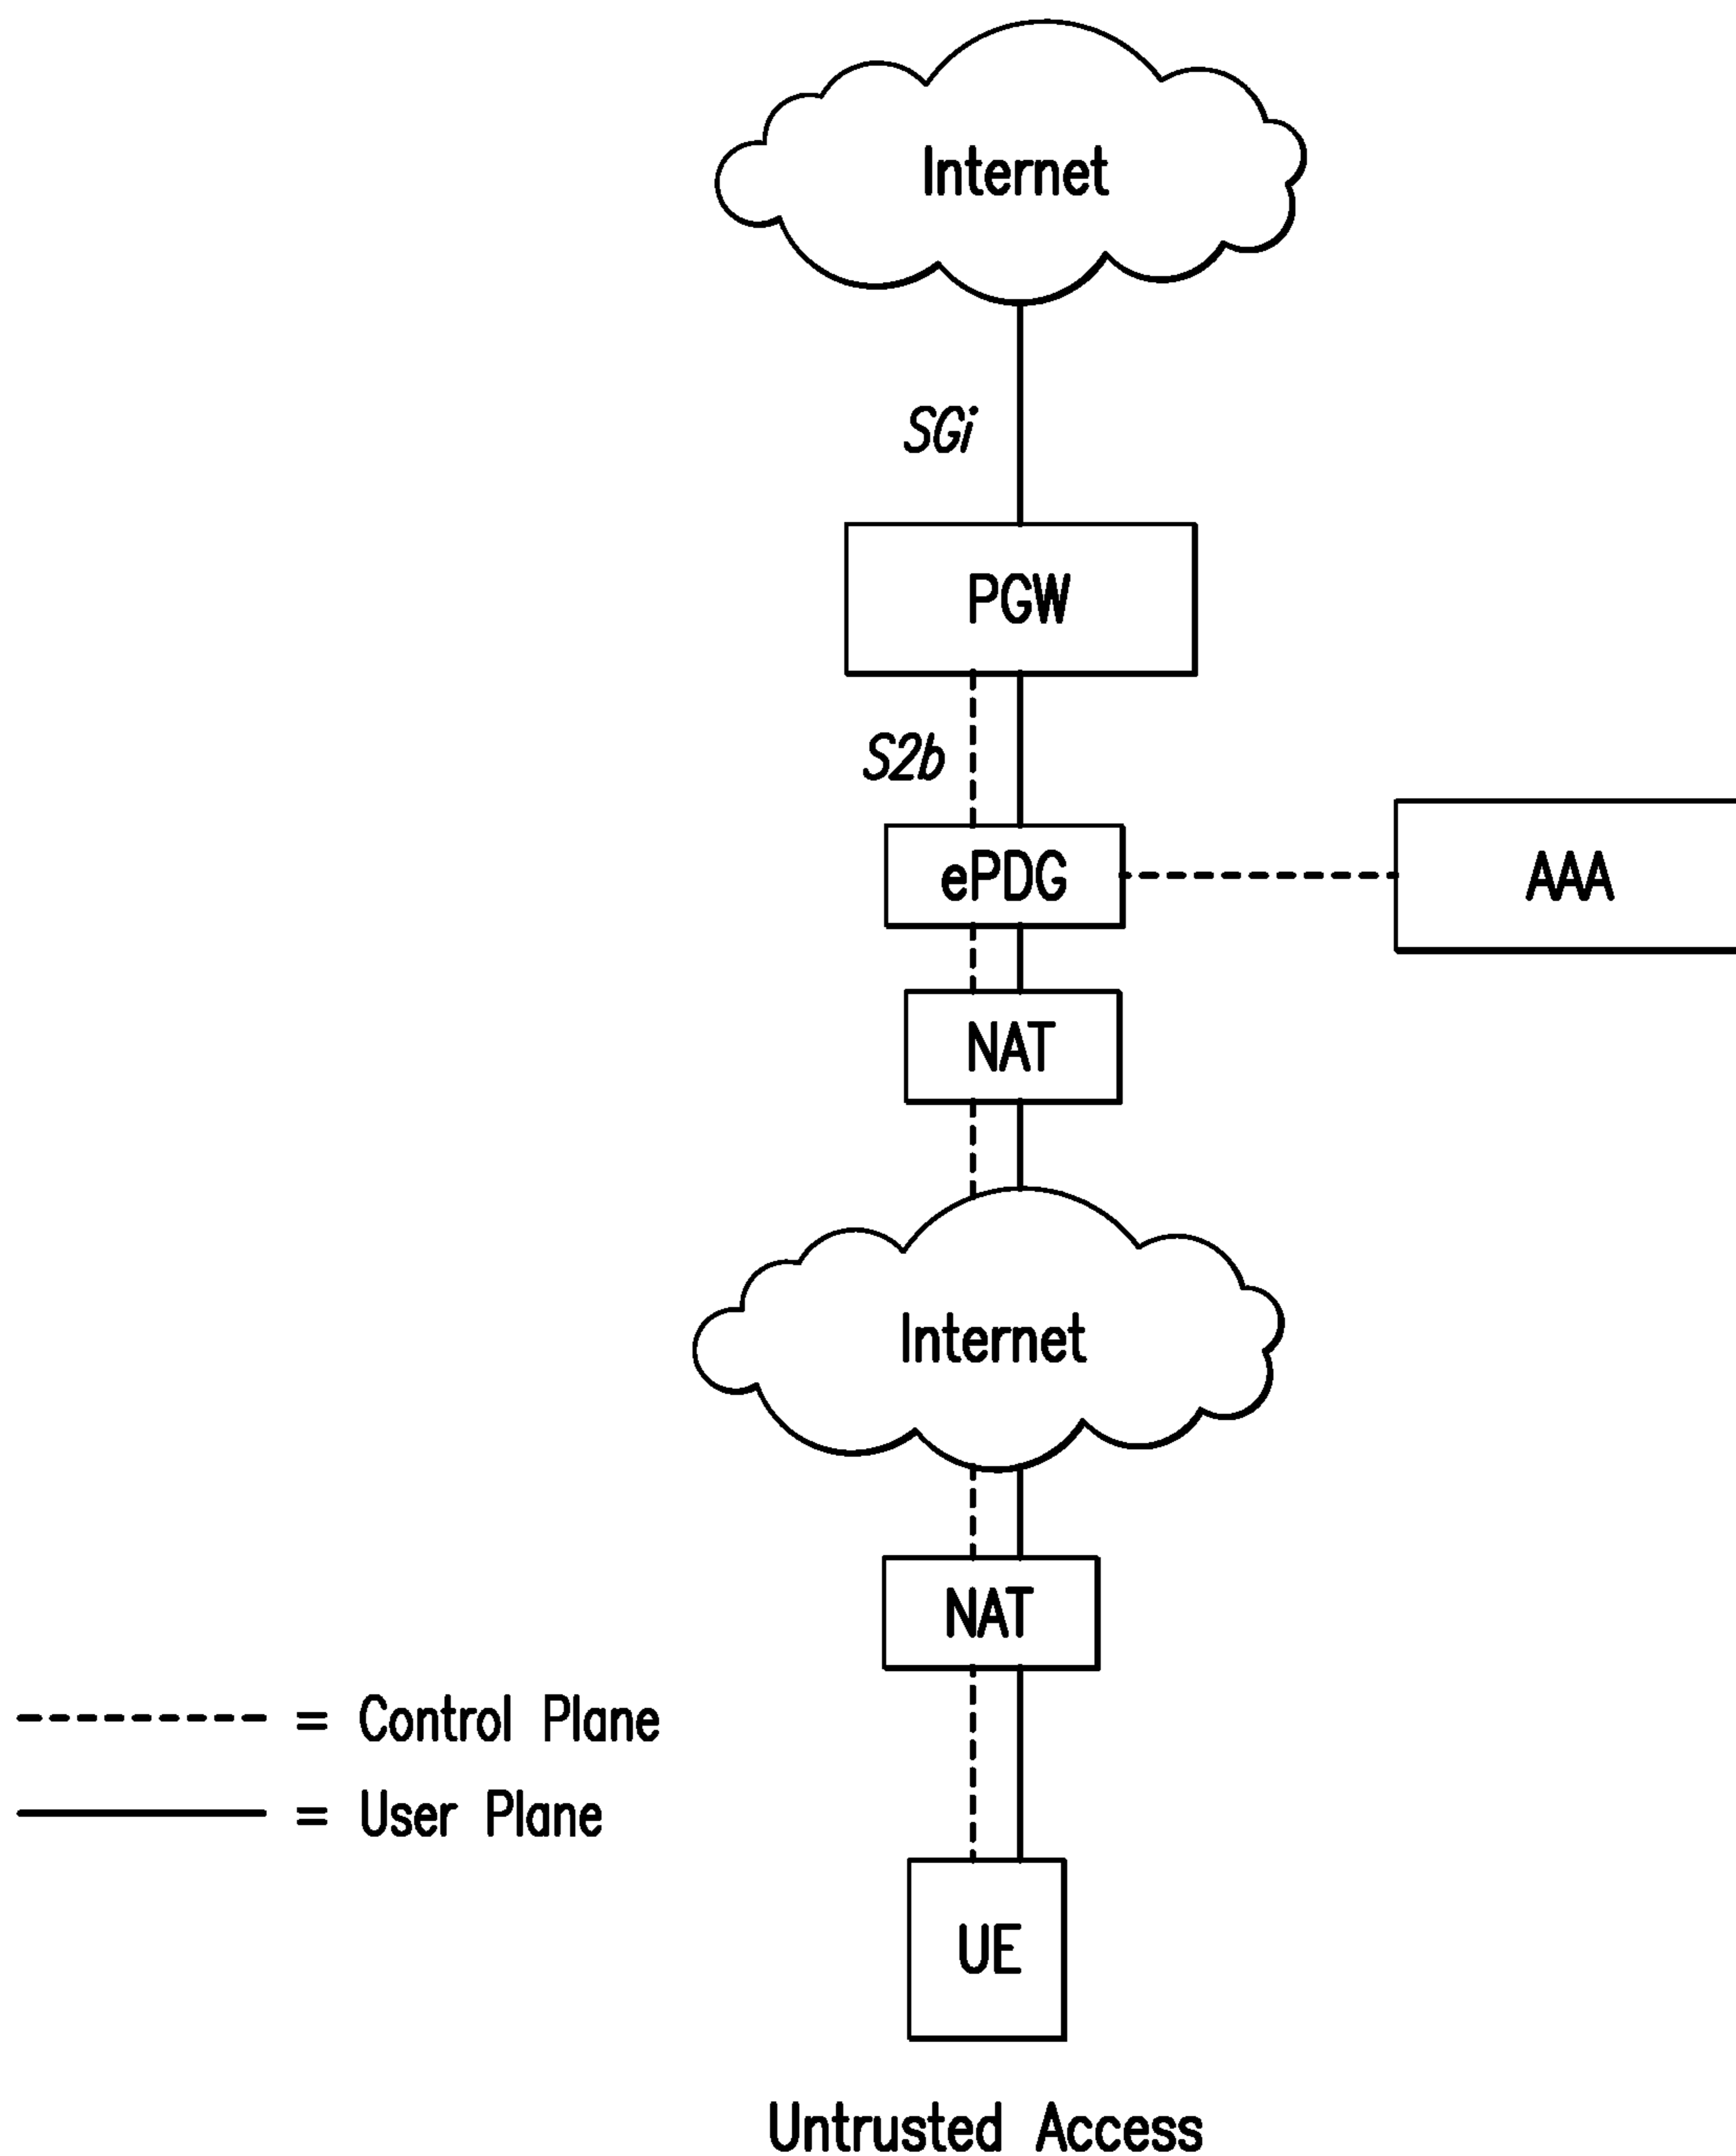 Internet
SGi
PGW
S2b
ePDG
AAA
NAT
Internet
NAT
= Control Plane
= User Plane
UE
Untrusted Access